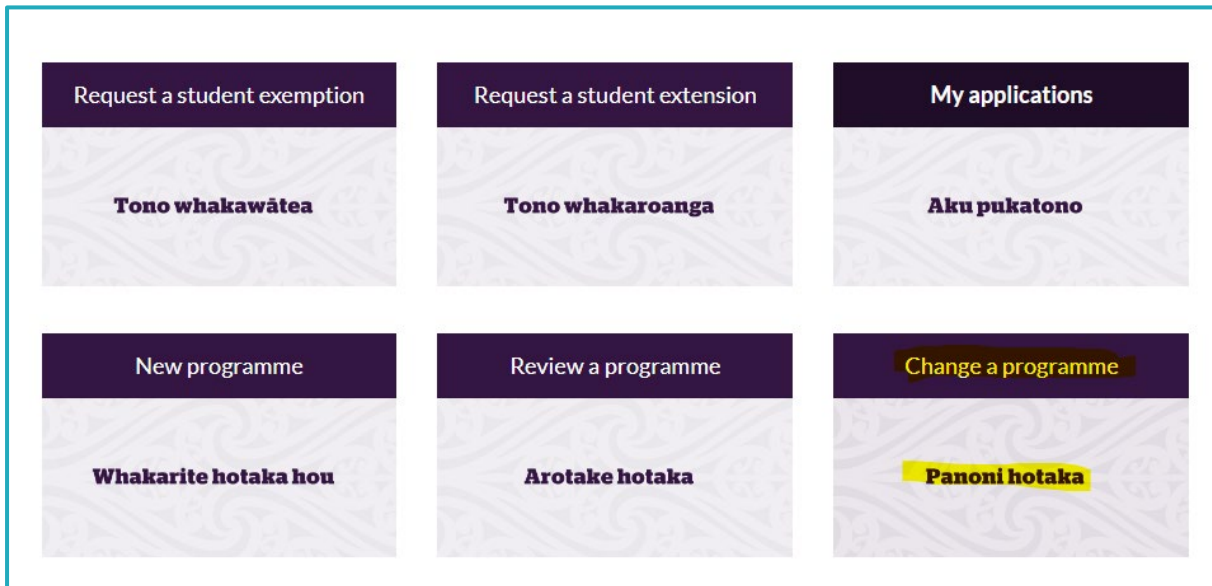 Request a student exemption
Tono whakawātea
Request a student extension
Tono whakaroanga
My applications
Aku pukatono
New programme
Whakarite hotaka hou
Review a programme
Arotake hotaka
Change a programme
Panoni hotaka